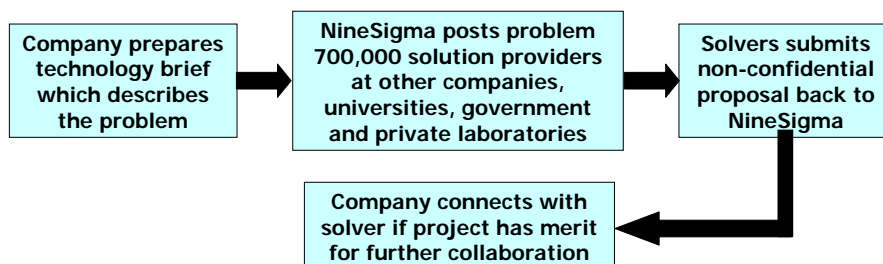 Company prepares
technology brief
which describes
the problem
NineSigma posts problem
700,000 solution providers
at other companies,
universities, government
and private laboratories
Solvers submits
non-confidential
proposal back to
NineSigma
Company connects with
solver if project has merit
for further collaboration